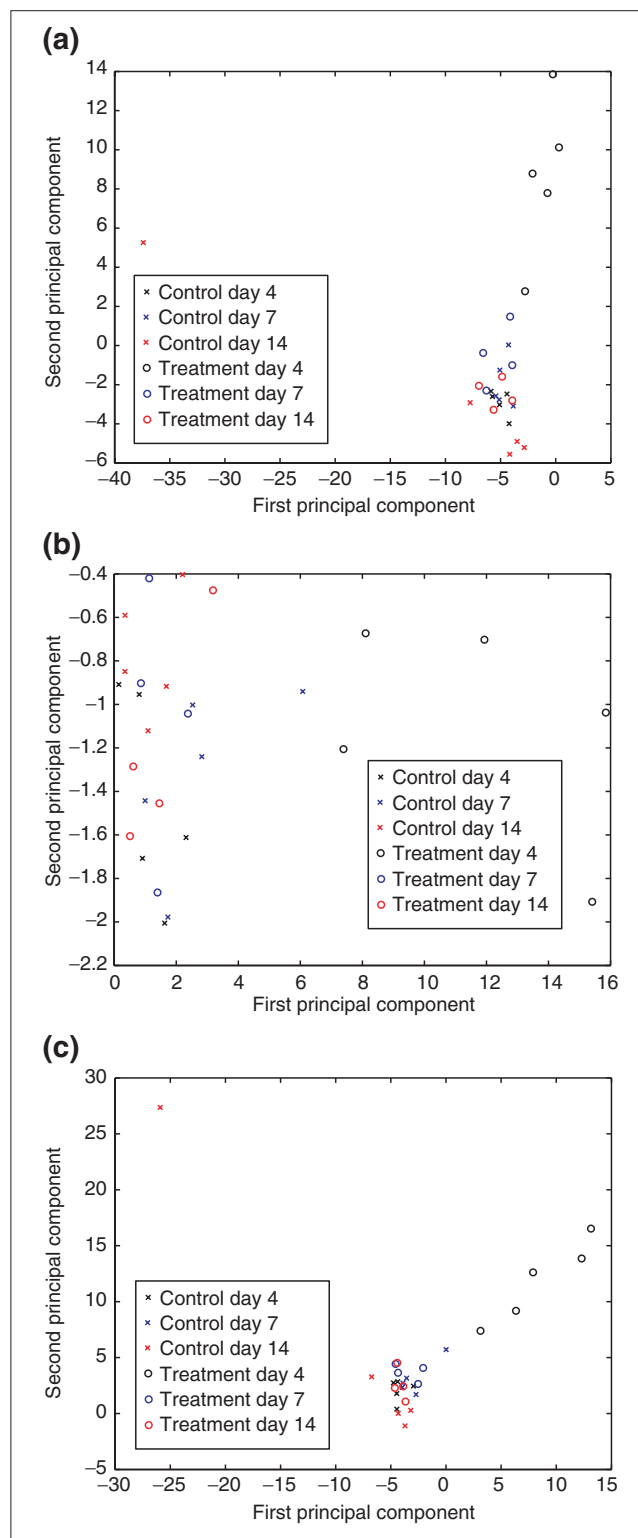 (a)
14
12
10
8
6
4
2
0
−2
−4
−6
Second principal component
Control day 4
Control day 7
Control day 14
Treatment day 4
Treatment day 7
Treatment day 14
−40 −35 −30 −25 −20 −15 −10 −5 0 5
First principal component
(b)
−0.4
−0.6
−0.8
−1
−1.2
−1.4
−1.6
−1.8
−2
−2.2
Second principal component
Control day 4
Control day 7
Control day 14
Treatment day 4
Treatment day 7
Treatment day 14
0 2 4 6 8 10 12 14 16
First principal component
(c)
30
25
20
15
10
5
0
−5
Second principal component
Control day 4
Control day 7
Control day 14
Treatment day 4
Treatment day 7
Treatment day 14
−30 −25 −20 −15 −10 −5 0 5 10 15
First principal component